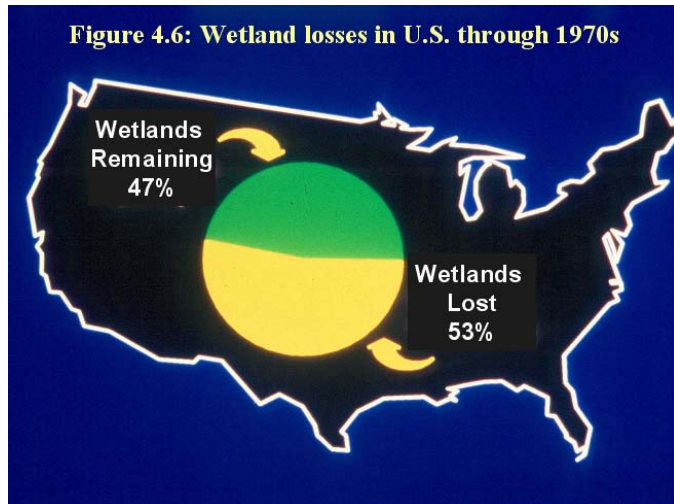 Figure 4.6: Wetland losses in U.S. through 1970s
Wetlands
Remaining
47%
Wetlands
Lost
53%